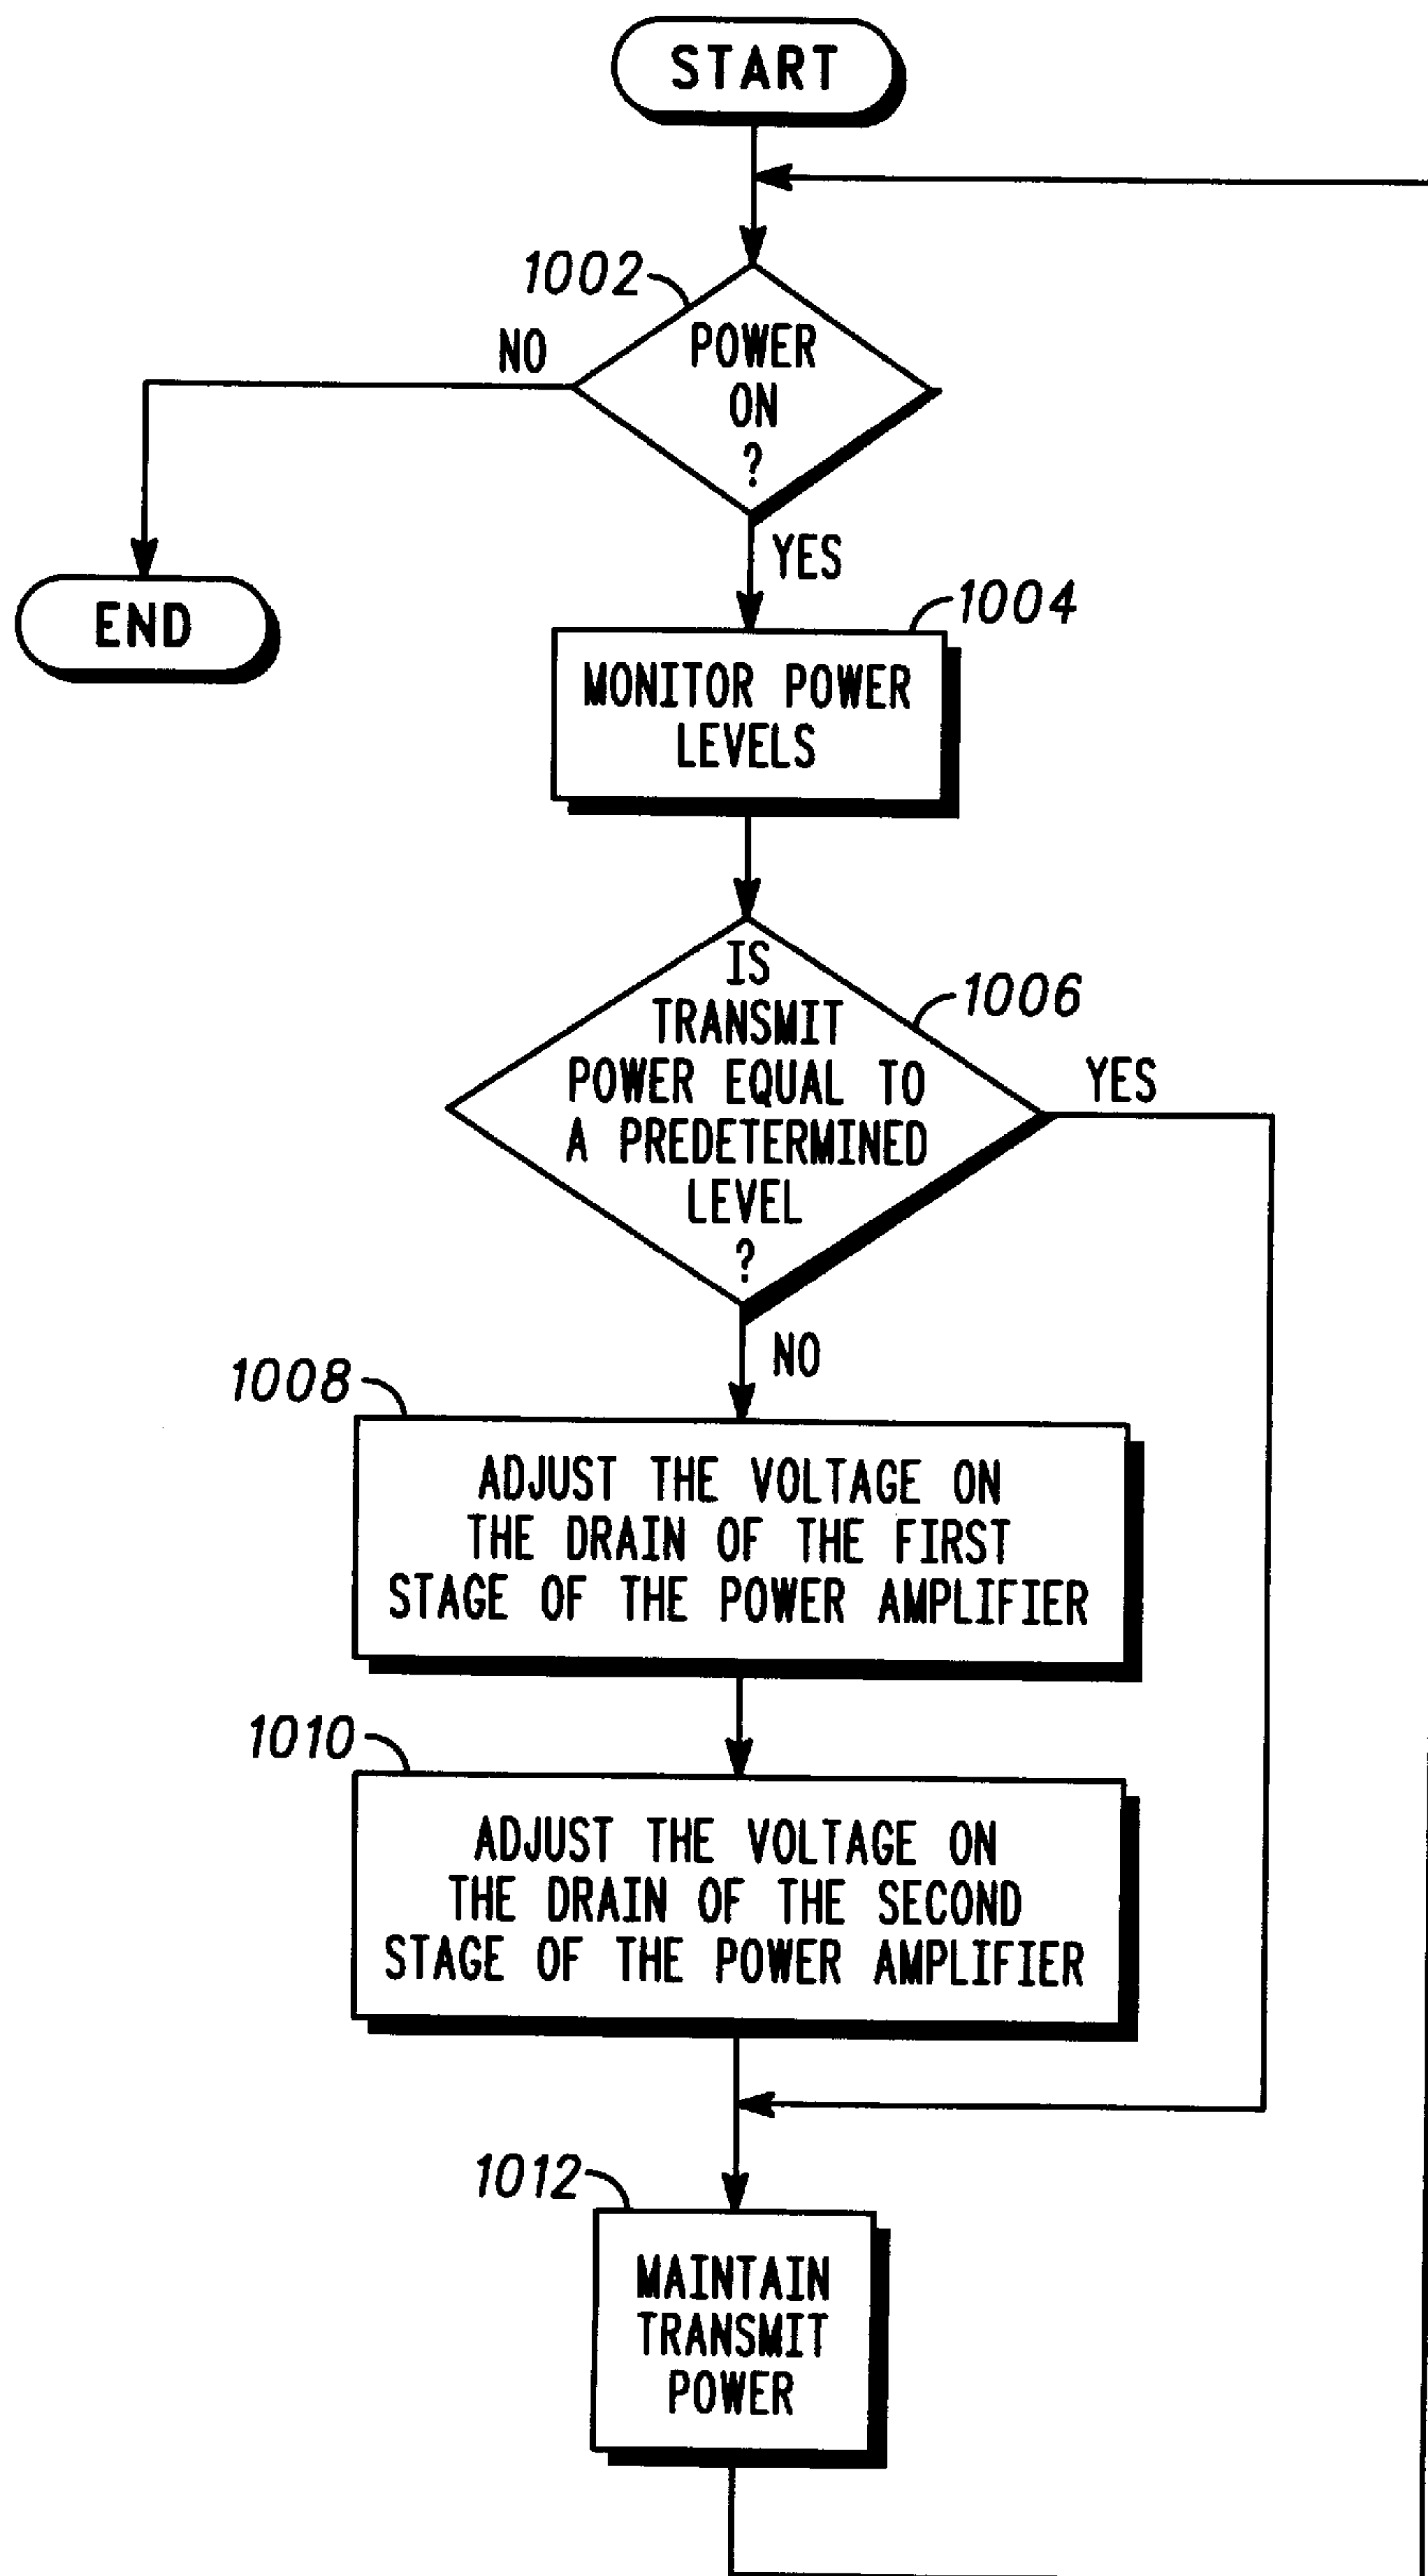 START
1002
POWER
ON
?
NO
YES
END
1004
MONITOR POWER
LEVELS
1006
IS
TRANSMIT
POWER EQUAL TO
A PREDETERMINED
LEVEL
?
YES
NO
1008
ADJUST THE VOLTAGE ON
THE DRAIN OF THE FIRST
STAGE OF THE POWER AMPLIFIER
1010
ADJUST THE VOLTAGE ON
THE DRAIN OF THE SECOND
STAGE OF THE POWER AMPLIFIER
1012
MAINTAIN
TRANSMIT
POWER